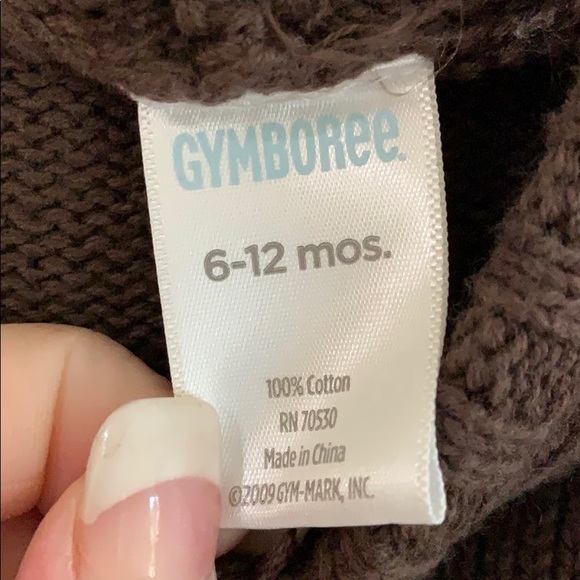 GYMBOREE.
6-12 mos.
100% Cotton
RN 70530
Made in China
©2009 GYM-MARK, INC.